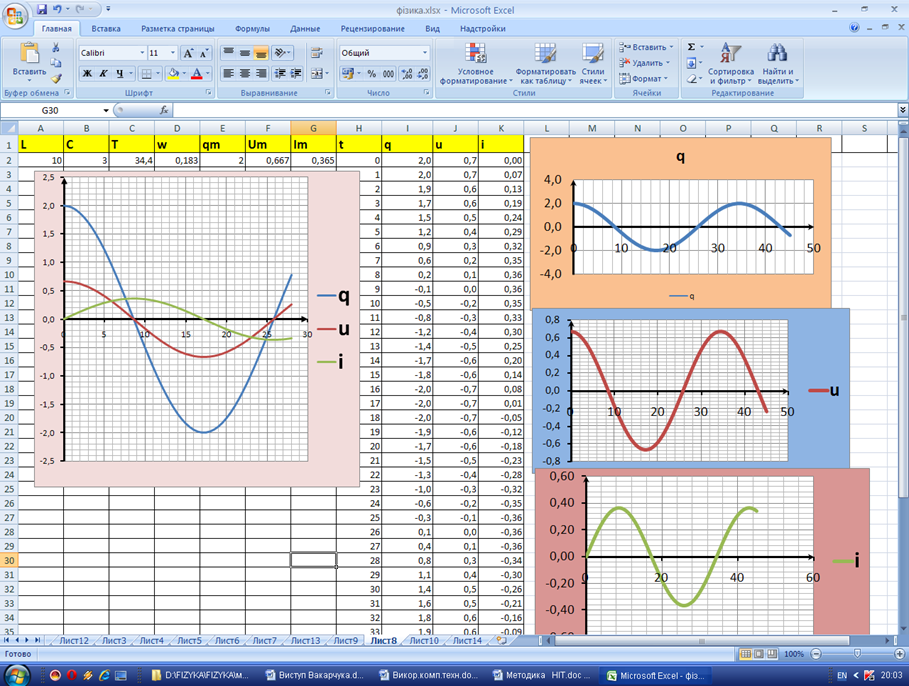 фізика.xlsx - Microsoft Excel
Главная Вставка Разметка страницы Формулы Данные Рецензирование Вид Надстройки
Вставить
Calibri 11
Ж К Ч
Общий
% 000
Условное форматирование
Форматировать как таблицу
Стили ячеек
Вставить
Удалить
Формат
Сортировка и фильтр
Найти и выделить
Буфер обмена Шрифт Выравнивание Число Стили Ячейки Редактирование
G30 fx
A B C D E F G H I J K L M N O P Q R S
1 L C T w qm Um Im t q u i
2 10 3 34,4 0,183 2 0,667 0,365 0 2,0 0,7 0,00
3 1 2,0 0,7 0,07
4 2 1,9 0,6 0,13
5 3 1,7 0,6 0,19
6 4 1,5 0,5 0,24
7 5 1,2 0,4 0,29
8 6 0,9 0,3 0,32
9 7 0,6 0,2 0,35
10 8 0,2 0,1 0,36
11 9 -0,1 0,0 0,36
12 10 -0,5 -0,2 0,35
13 11 -0,8 -0,3 0,33
14 12 -1,2 -0,4 0,30
15 13 -1,4 -0,5 0,25
16 14 -1,7 -0,6 0,20
17 15 -1,8 -0,6 0,14
18 16 -2,0 -0,7 0,08
19 17 -2,0 -0,7 0,01
20 18 -2,0 -0,7 -0,05
21 19 -1,9 -0,6 -0,12
22 20 -1,7 -0,6 -0,18
23 21 -1,5 -0,5 -0,23
24 22 -1,3 -0,4 -0,28
25 23 -1,0 -0,3 -0,32
26 24 -0,6 -0,2 -0,35
27 25 -0,3 -0,1 -0,36
28 26 0,1 0,0 -0,36
29 27 0,4 0,1 -0,36
30 28 0,8 0,3 -0,34
31 29 1,1 0,4 -0,30
32 30 1,4 0,5 -0,26
33 31 1,6 0,5 -0,21
34 32 1,8 0,6 -0,16
35 33 1,9 0,6 -0,09
2,5
2,0
1,5
1,0
0,5
0,0
-0,5
-1,0
-1,5
-2,0
-2,5
0 5 10 15 20 25 30
q
u
i
q
4,0
2,0
0,0
-2,0
-4,0
0 10 20 30 40 50
q
0,8
0,6
0,4
0,2
0,0
-0,2
-0,4
-0,6
-0,8
0 10 20 30 40 50
u
0,60
0,40
0,20
0,00
-0,20
-0,40
0 20 40 60
i
Лист12 Лист3 Лист4 Лист5 Лист6 Лист7 Лист13 Лист9 Лист8 Лист10 Лист14
Готово 100%
D:\FIZYKA\FIZYKA\м... Виступ Вакарчука.d... Викор.комп.техн.do... Методика НІТ.doc ... Microsoft Excel - фіз... EN 20:03